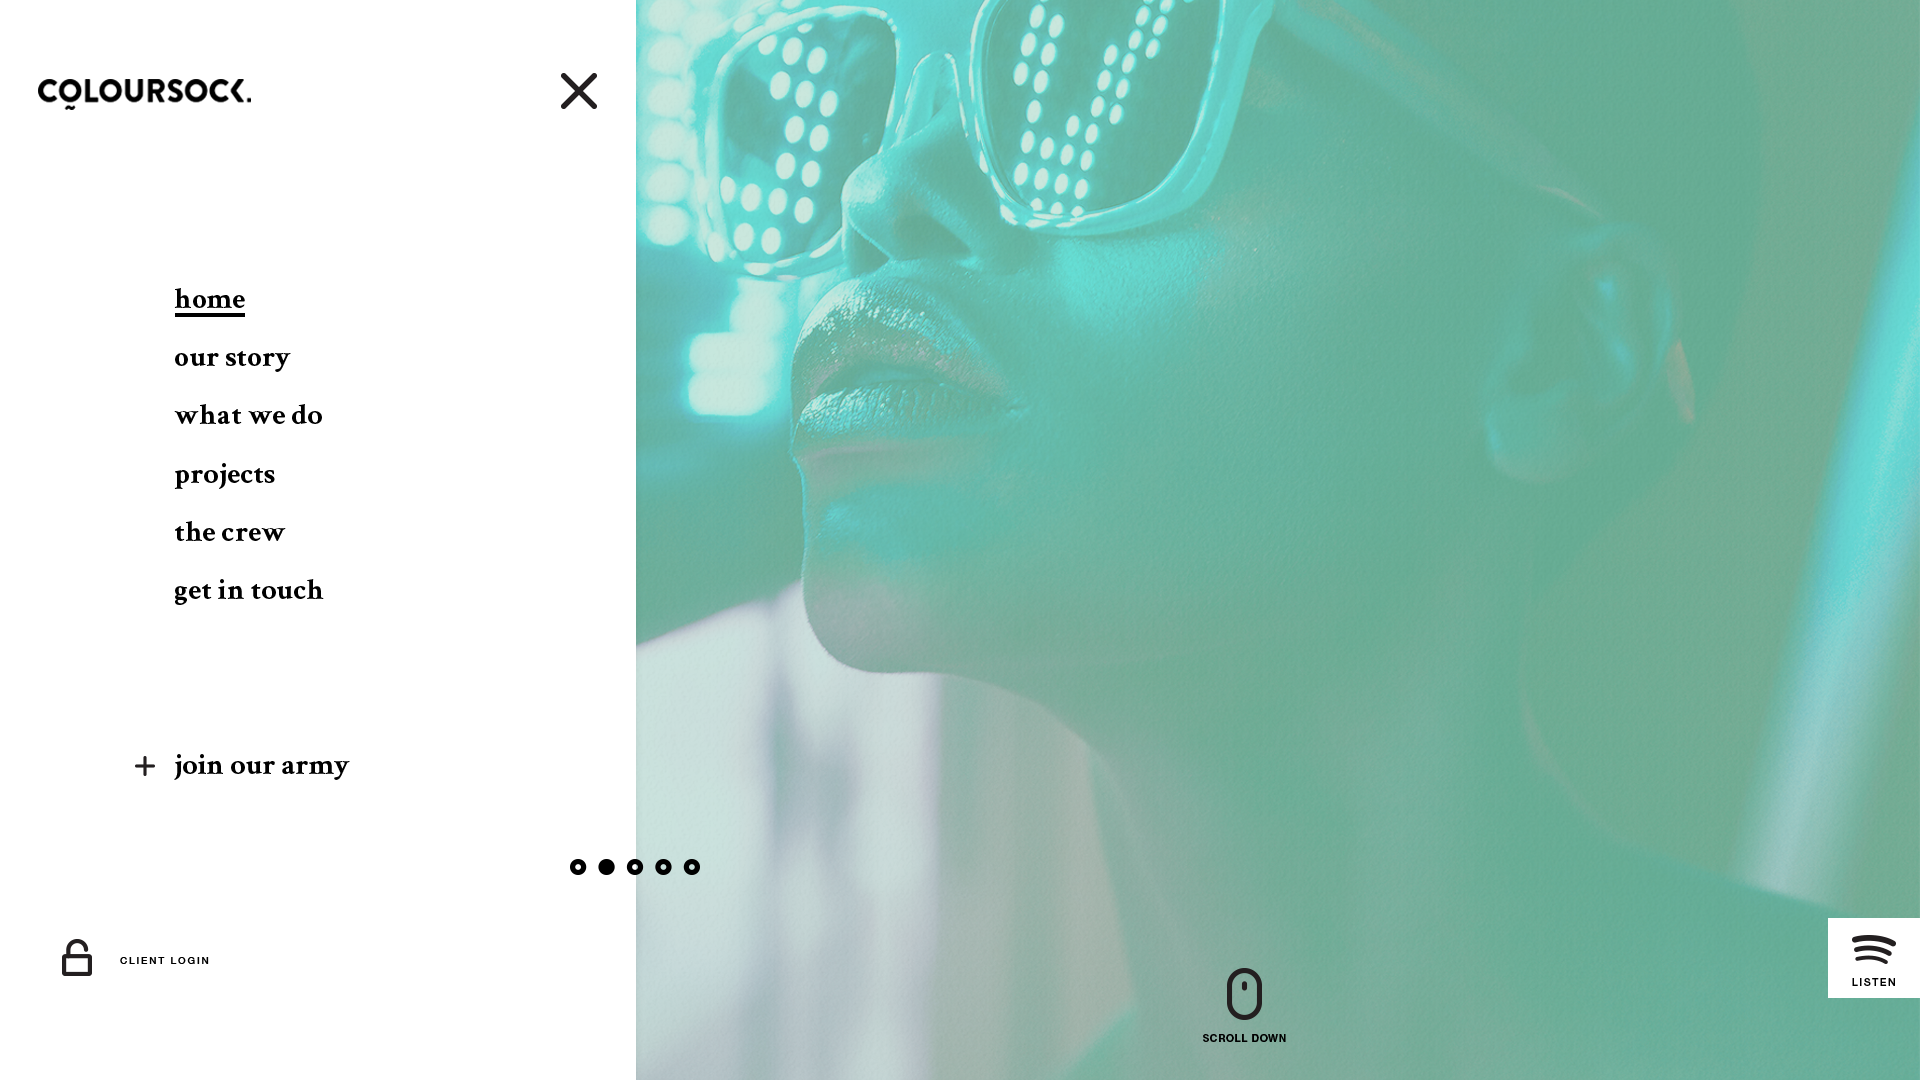 COLOURSOCK.
home
our story
what we do
projects
the crew
get in touch
join our army
CLIENT LOGIN
SCROLL DOWN
LISTEN